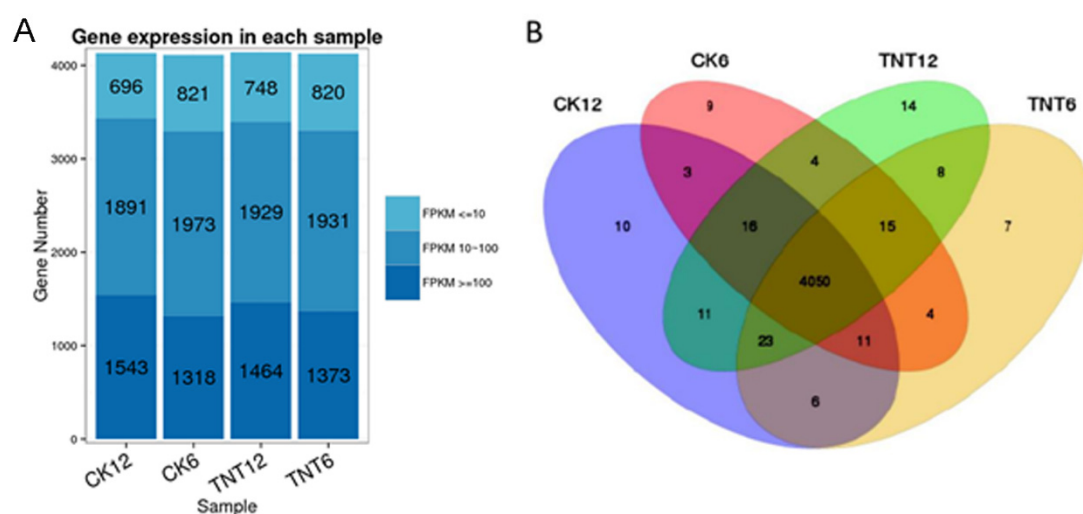 A
Gene expression in each sample
Gene Number
4000
3000
2000
1000
0
696
821
748
820
1891
1973
1929
1931
1543
1318
1464
1373
CK12
CK6
TNT12
TNT6
Sample
FPKM <=10
FPKM 10~100
FPKM >=100
B
CK6
TNT12
CK12
TNT6
9
14
4
3
8
10
16
15
7
4050
11
4
23
11
6